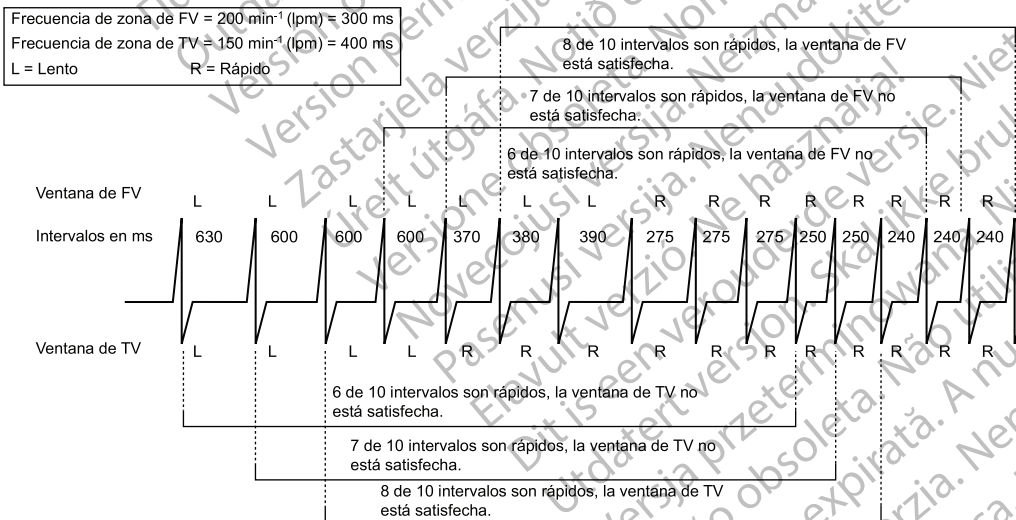 Frecuencia de zona de FV = 200 min⁻¹ (lpm) = 300 ms
Frecuencia de zona de TV = 150 min⁻¹ (lpm) = 400 ms
L = Lento R = Rápido
8 de 10 intervalos son rápidos, la ventana de FV
está satisfecha.
7 de 10 intervalos son rápidos, la ventana de FV no
está satisfecha.
6 de 10 intervalos son rápidos, la ventana de FV no
está satisfecha.
Ventana de FV L L L L L L L R R R R R R R R
Intervalos en ms 630 600 600 600 370 380 390 275 275 275 250 250 240 240 240
Ventana de TV L L L L R R R R R R R R R R R
6 de 10 intervalos son rápidos, la ventana de TV no
está satisfecha.
7 de 10 intervalos son rápidos, la ventana de TV no
está satisfecha.
8 de 10 intervalos son rápidos, la ventana de TV
está satisfecha.